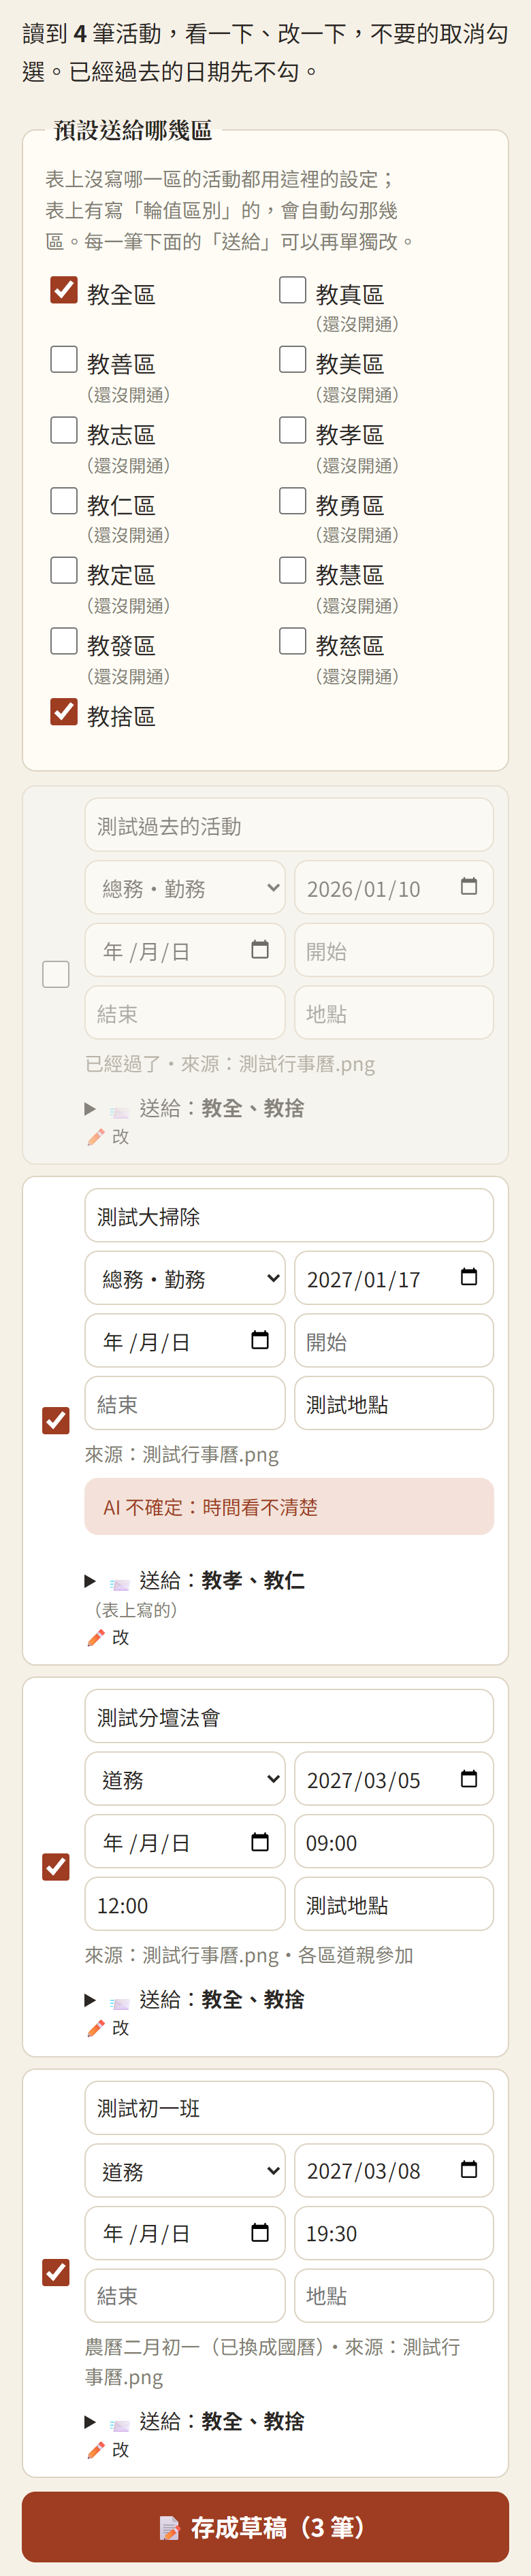 讀到 4 筆活動，看一下、改一下，不要的取消勾
選。已經過去的日期先不勾。
預設送給哪幾區
表上沒寫哪一區的活動都用這裡的設定；
表上有寫「輪值區別」的，會自動勾那幾
區。每一筆下面的「送給」可以再單獨改。
教全區
教真區
（還沒開通）
教善區
（還沒開通）
教美區
（還沒開通）
教志區
（還沒開通）
教孝區
（還沒開通）
教仁區
（還沒開通）
教勇區
（還沒開通）
教定區
（還沒開通）
教慧區
（還沒開通）
教發區
（還沒開通）
教慈區
（還沒開通）
教捨區
測試過去的活動
總務・勤務
2026/01/10
年 /月/日
開始
結束
地點
已經過了・來源：測試行事曆.png
送給：教全、教捨
改
測試大掃除
總務・勤務
2027/01/17
年 /月/日
開始
結束
測試地點
來源：測試行事曆.png
AI 不確定：時間看不清楚
送給：教孝、教仁
（表上寫的）
改
測試分壇法會
道務
2027/03/05
年 /月/日
09:00
12:00
測試地點
來源：測試行事曆.png・各區道親參加
送給：教全、教捨
改
測試初一班
道務
2027/03/08
年 /月/日
19:30
結束
地點
農曆二月初一（已換成國曆）・來源：測試行
事曆.png
送給：教全、教捨
改
存成草稿（3 筆）